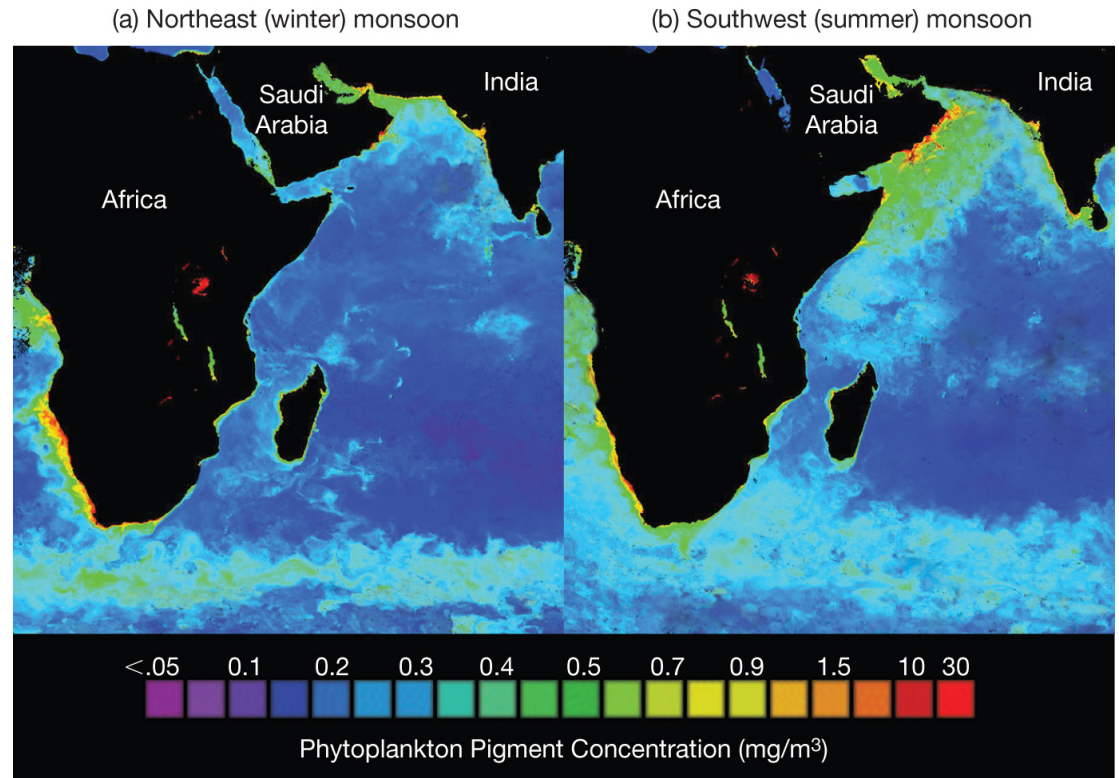 (a) Northeast (winter) monsoon
(b) Southwest (summer) monsoon
Saudi
Arabia
India
Africa
Saudi
Arabia
India
Africa
<.05 0.1 0.2 0.3 0.4 0.5 0.7 0.9 1.5 10 30
Phytoplankton Pigment Concentration (mg/m³)